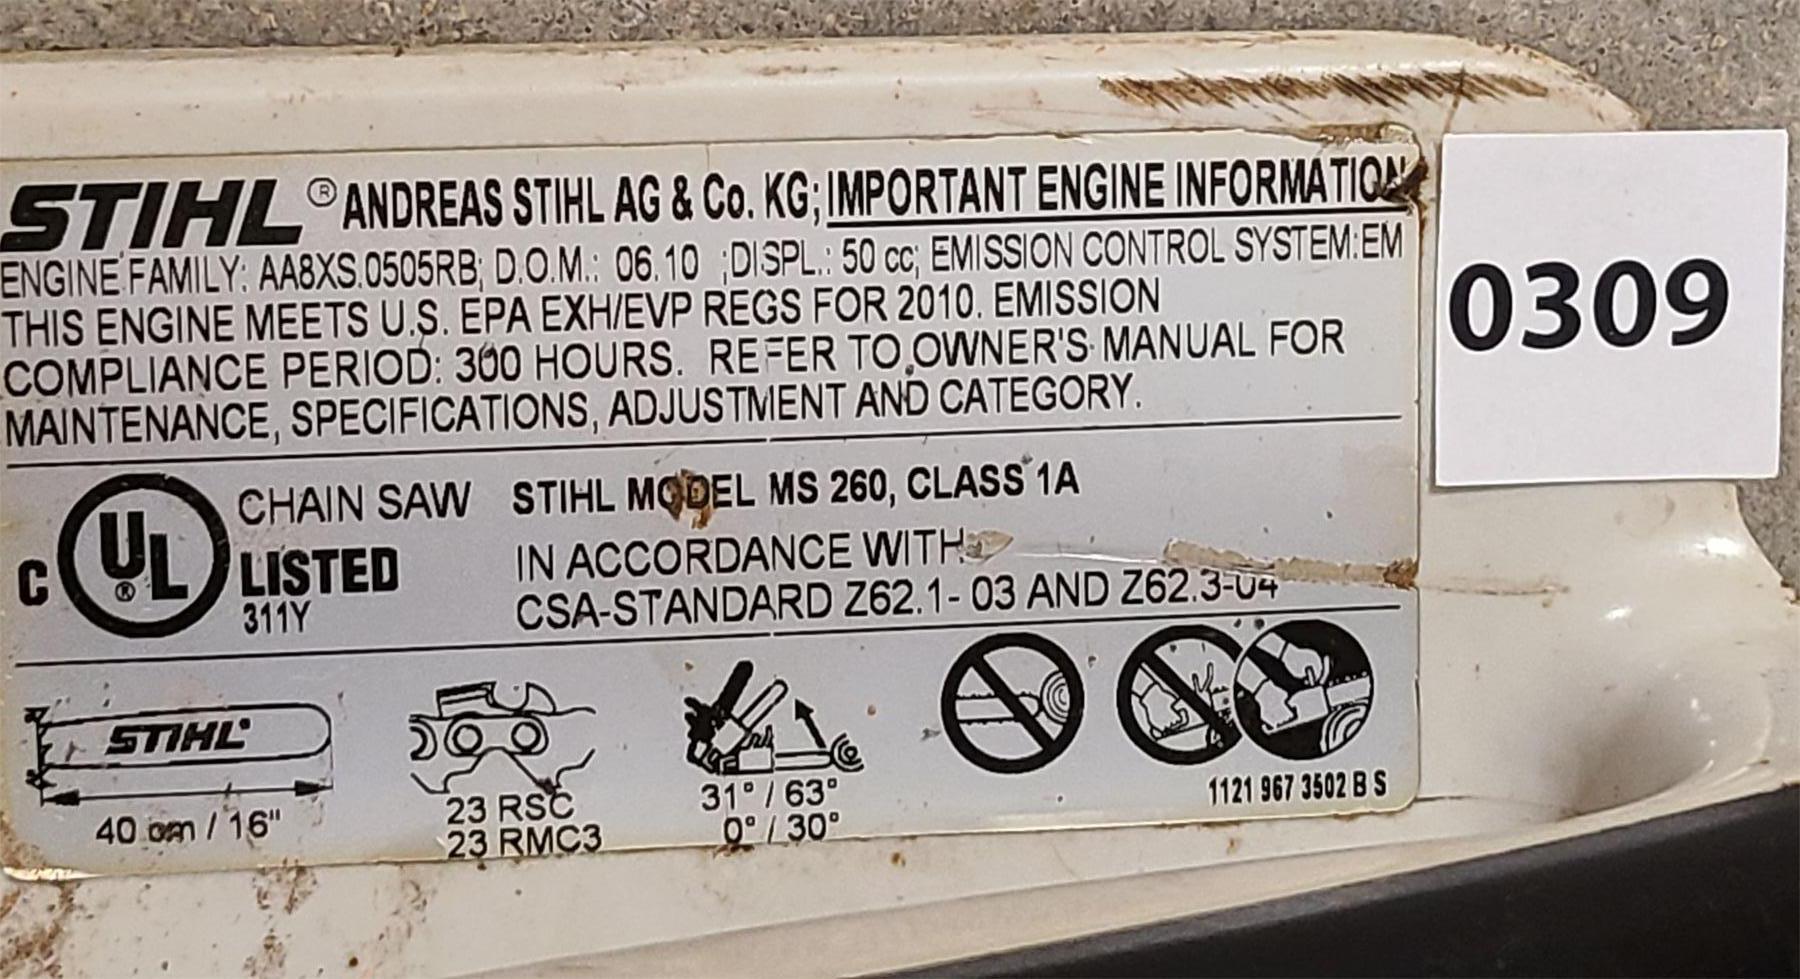 STIHL ® ANDREAS STIHL AG & Co. KG; IMPORTANT ENGINE INFORMATION
ENGINE FAMILY: AA8XS.0505RB; D.O.M.: 06.10 ;DISPL.: 50 cc; EMISSION CONTROL SYSTEM:EM
THIS ENGINE MEETS U.S. EPA EXH/EVP REGS FOR 2010. EMISSION
COMPLIANCE PERIOD: 300 HOURS. REFER TO OWNER'S MANUAL FOR
MAINTENANCE, SPECIFICATIONS, ADJUSTMENT AND CATEGORY.
0309
C UL ® CHAIN SAW
LISTED
311Y
STIHL MODEL MS 260, CLASS 1A
IN ACCORDANCE WITH
CSA-STANDARD Z62.1- 03 AND Z62.3-04
STIHL
40 cm / 16"
23 RSC
23 RMC3
31° / 63°
0° / 30°
1121 967 3502 B S